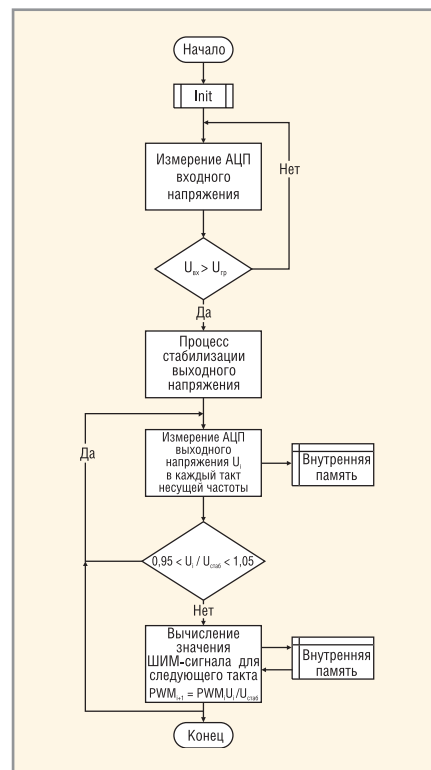 Начало
Init
Измерение АЦП
входного
напряжения
Нет
Uвх > Uгр
Да
Процесс
стабилизации
выходного
напряжения
Да
Измерение АЦП
выходного
напряжения Ui
в каждый такт
несущей частоты
Внутренняя
память
0,95 < Ui / Uстаб < 1,05
Нет
Вычисление
значения
ШИМ-сигнала для
следующего такта
PWMi+1 = PWMiUi/Uстаб
Внутренняя
память
Конец